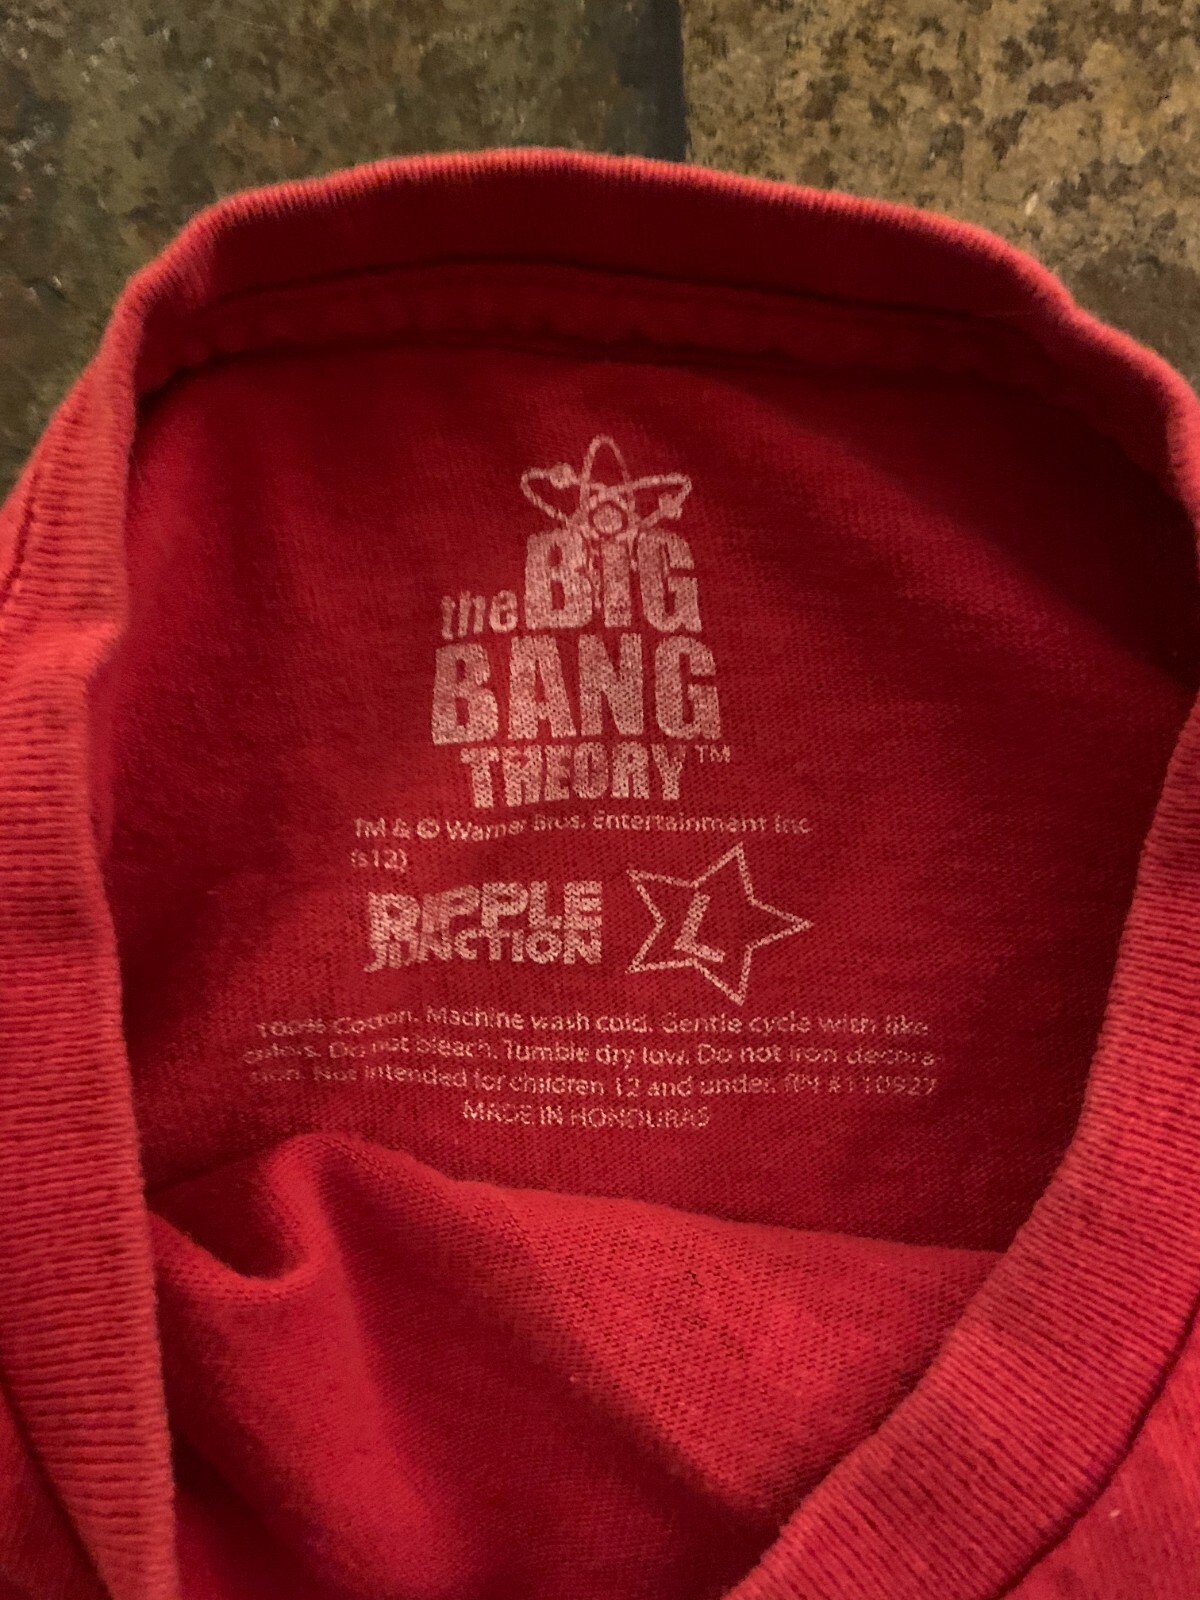 the BiG
BANG
THEORY™
TM & © Warner Bros. Entertainment Inc.
(s12)
RIPPLE
JUNCTION
L
100% Cotton. Machine wash cold. Gentle cycle with like
colors. Do not bleach. Tumble dry low. Do not iron decora-
tion. Not intended for children 12 and under. RN #110927
MADE IN HONDURAS